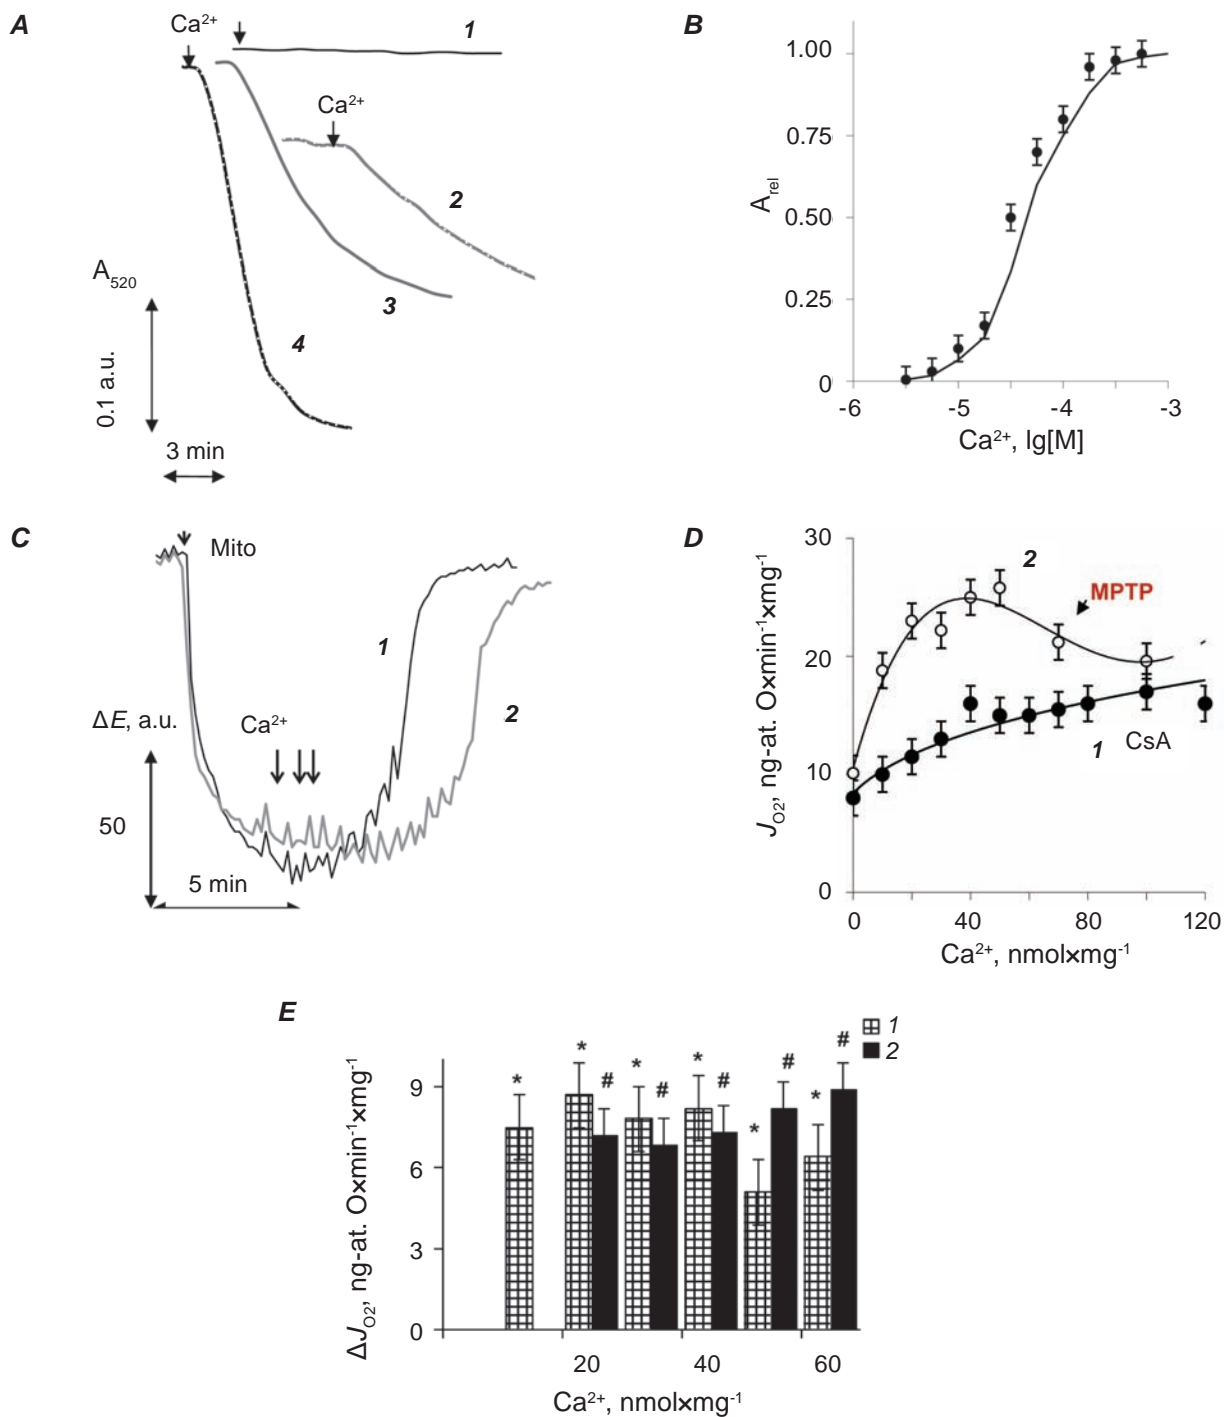 A
Ca²⁺
1
Ca²⁺
2
3
4
A₅₂₀
0.1 a.u.
3 min
B
1.00
0.75
0.50
0.25
0
A_rel
-6
-5
-4
-3
Ca²⁺, lg[M]
C
Mito
1
2
ΔE, a.u.
Ca²⁺
50
5 min
D
30
20
10
0
J_O2, ng-at. O×min⁻¹×mg⁻¹
2
MPTP
1
CsA
0
40
80
120
Ca²⁺, nmol×mg⁻¹
E
1
2
9
6
3
0
ΔJ_O2, ng-at. O×min⁻¹×mg⁻¹
*
*
#
*
#
*
#
*
#
*
#
20
40
60
Ca²⁺, nmol×mg⁻¹